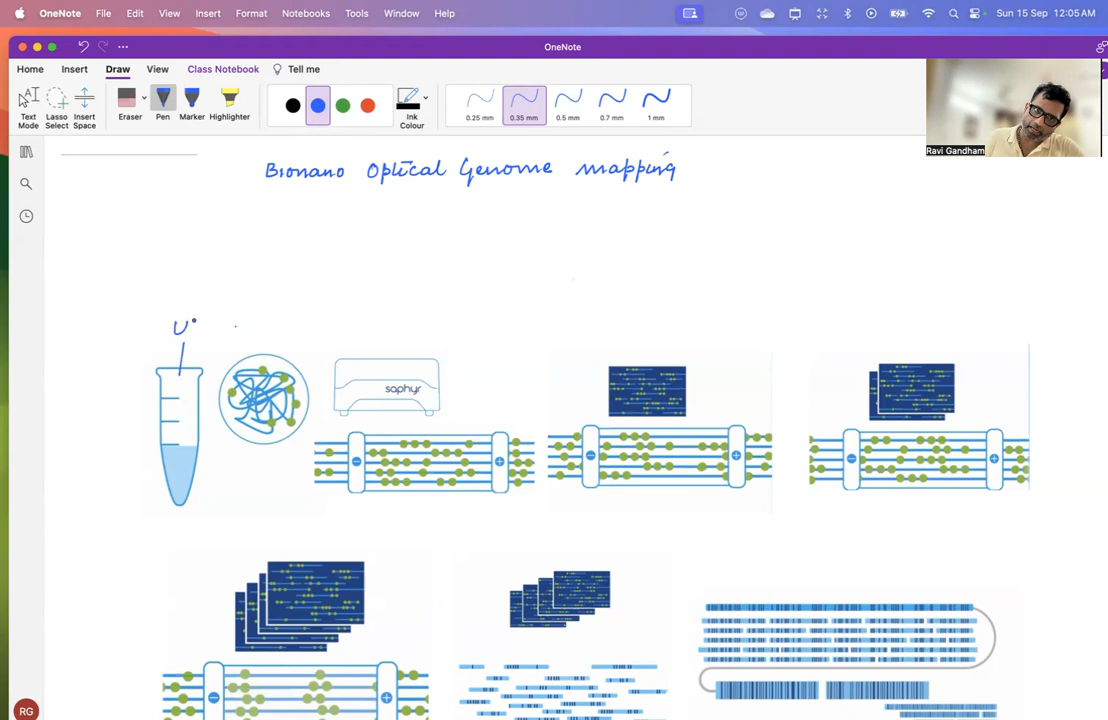 OneNote File Edit View Insert Format Notebooks Tools Window Help Sun 15 Sep 12:05 AM
OneNote
Home Insert Draw View Class Notebook Tell me
Text Mode
Lasso Select
Insert Space
Eraser
Pen
Marker
Highlighter
Ink Colour
0.25 mm
0.35 mm
0.5 mm
0.7 mm
1 mm
Ravi Gandham
Bionano Optical Genome mapping
U
saphyr
RG